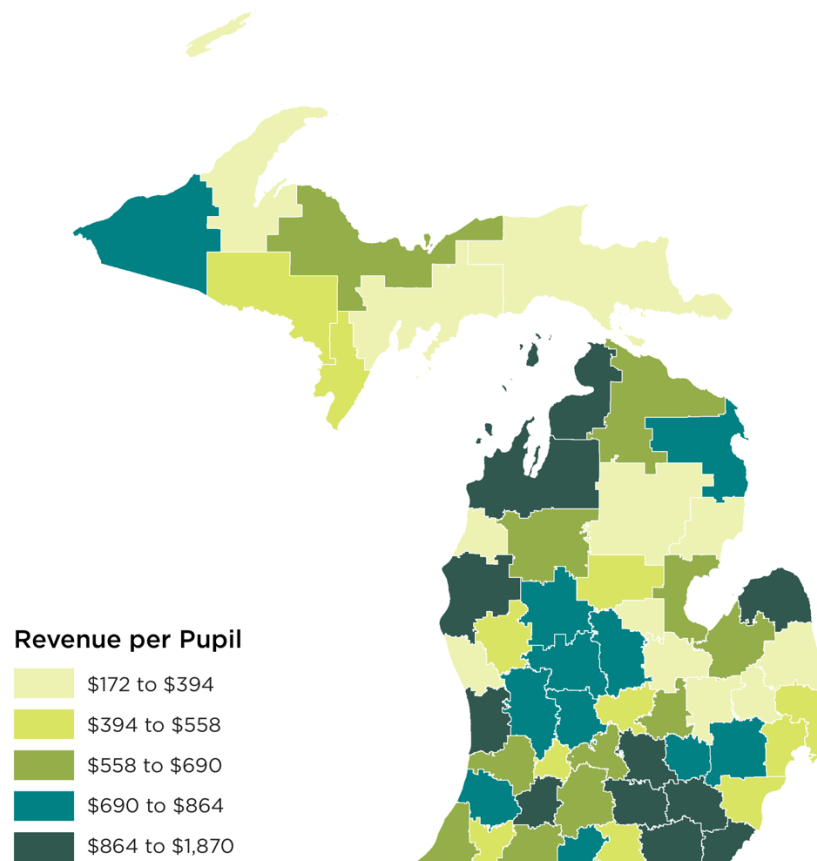 Revenue per Pupil
$172 to $394
$394 to $558
$558 to $690
$690 to $864
$864 to $1,870